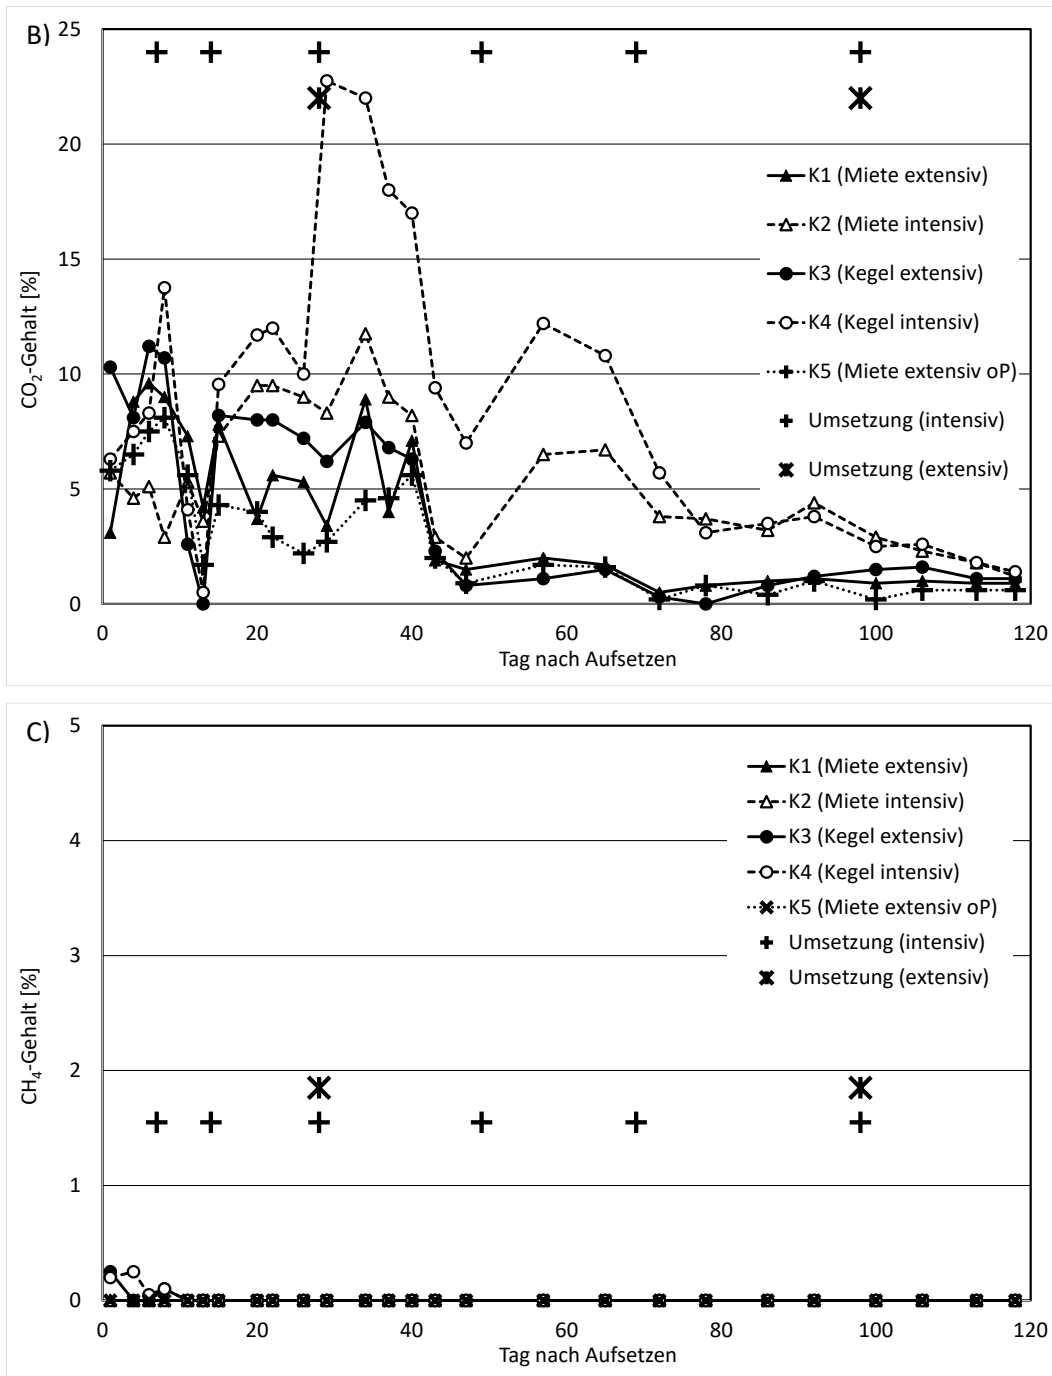 B)
25
20
15
10
5
0
CO₂-Gehalt [%]
K1 (Miete extensiv)
K2 (Miete intensiv)
K3 (Kegel extensiv)
K4 (Kegel intensiv)
K5 (Miete extensiv oP)
Umsetzung (intensiv)
Umsetzung (extensiv)
0 20 40 60 80 100 120
Tag nach Aufsetzen
C)
5
4
3
2
1
0
CH₄-Gehalt [%]
K1 (Miete extensiv)
K2 (Miete intensiv)
K3 (Kegel extensiv)
K4 (Kegel intensiv)
K5 (Miete extensiv oP)
Umsetzung (intensiv)
Umsetzung (extensiv)
0 20 40 60 80 100 120
Tag nach Aufsetzen